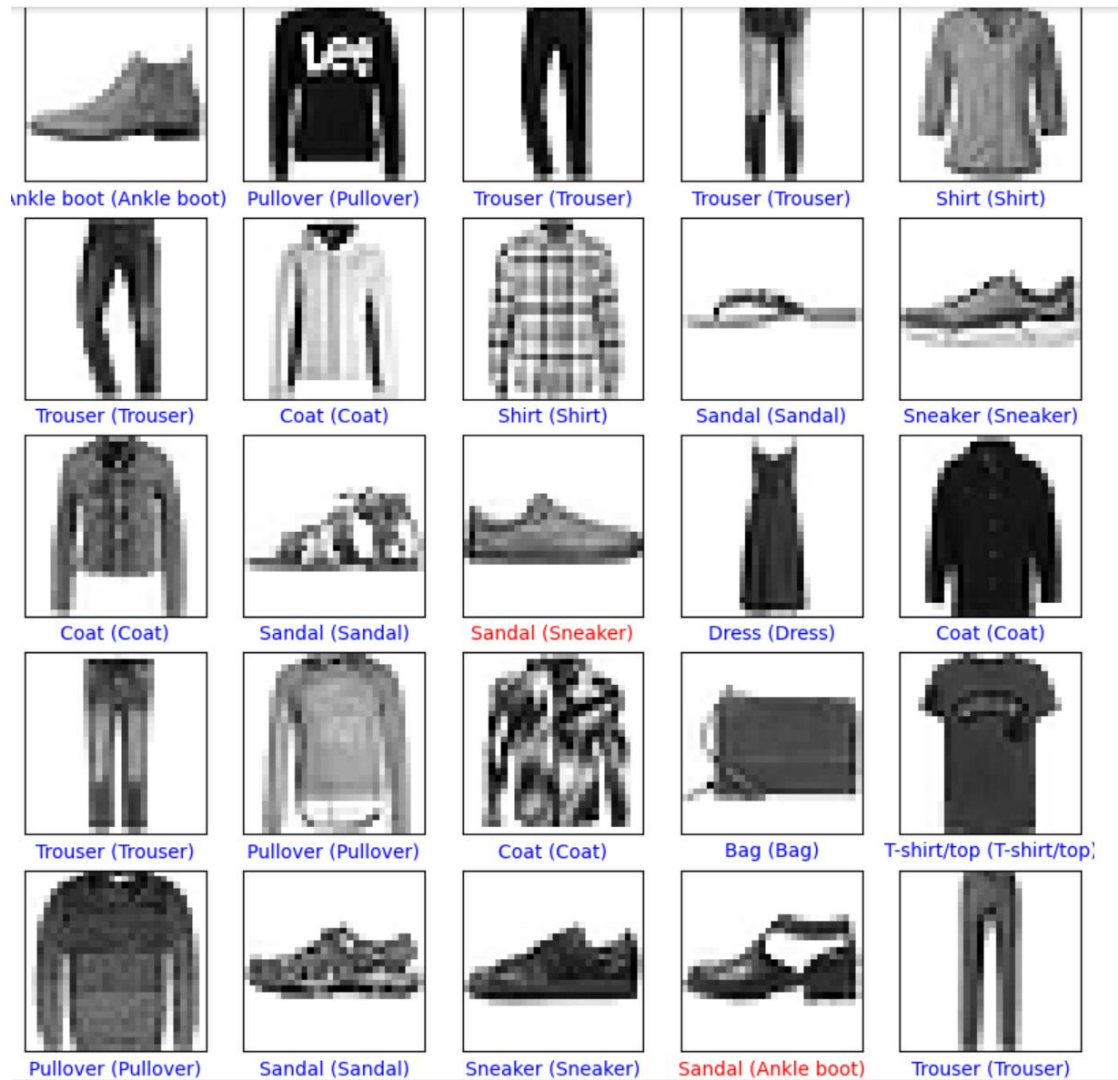 Lee
Ankle boot (Ankle boot) Pullover (Pullover) Trouser (Trouser) Trouser (Trouser) Shirt (Shirt)
Trouser (Trouser) Coat (Coat) Shirt (Shirt) Sandal (Sandal) Sneaker (Sneaker)
Coat (Coat) Sandal (Sandal) Sandal (Sneaker) Dress (Dress) Coat (Coat)
Trouser (Trouser) Pullover (Pullover) Coat (Coat) Bag (Bag) T-shirt/top (T-shirt/top)
Pullover (Pullover) Sandal (Sandal) Sneaker (Sneaker) Sandal (Ankle boot) Trouser (Trouser)